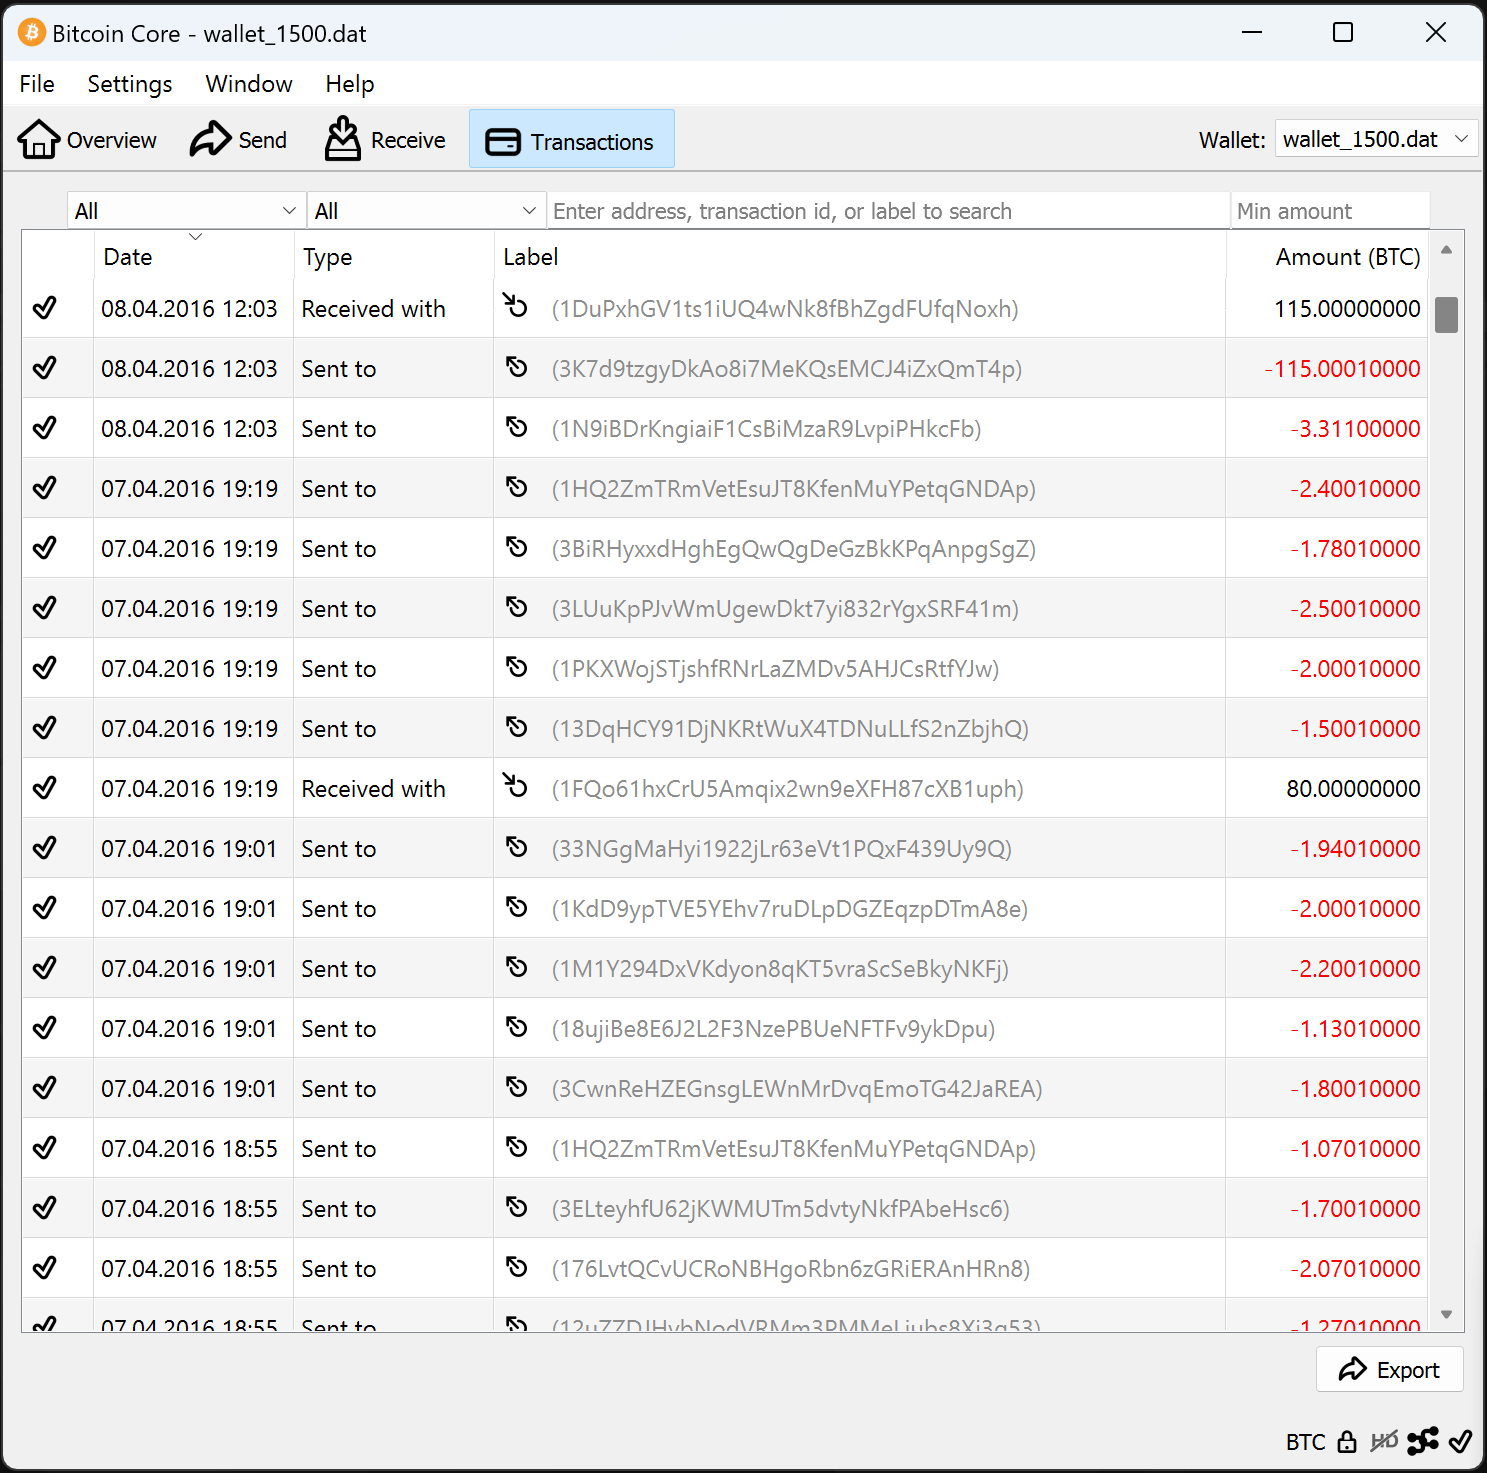 Bitcoin Core - wallet_1500.dat
File Settings Window Help
Overview Send Receive Transactions Wallet: wallet_1500.dat
All All Enter address, transaction id, or label to search Min amount
Date Type Label Amount (BTC)
08.04.2016 12:03 Received with (1DuPxhGV1ts1iUQ4wNk8fBhZgdFUfqNoxh) 115.00000000
08.04.2016 12:03 Sent to (3K7d9tzgyDkAo8i7MeKQsEMCJ4iZxQmT4p) -115.00010000
08.04.2016 12:03 Sent to (1N9iBDrKngiaiF1CsBiMzaR9LvpiPHkcFb) -3.31100000
07.04.2016 19:19 Sent to (1HQ2ZmTRmVetEsuJT8KfenMuYPetqGNDAp) -2.40010000
07.04.2016 19:19 Sent to (3BiRHyxxdHghEgQwQgDeGzBkKPqAnpgSgZ) -1.78010000
07.04.2016 19:19 Sent to (3LUuKpPJvWmUgewDkt7yi832rYgxSRF41m) -2.50010000
07.04.2016 19:19 Sent to (1PKXWojSTjshfRNrLaZMDv5AHJCsRtfYJw) -2.00010000
07.04.2016 19:19 Sent to (13DqHCY91DjNKRtWuX4TDNuLLfS2nZbjhQ) -1.50010000
07.04.2016 19:19 Received with (1FQo61hxCrU5Amqix2wn9eXFH87cXB1uph) 80.00000000
07.04.2016 19:01 Sent to (33NGgMaHyi1922jLr63eVt1PQxF439Uy9Q) -1.94010000
07.04.2016 19:01 Sent to (1KdD9ypTVE5YEhv7ruDLpDGZEqzpDTmA8e) -2.00010000
07.04.2016 19:01 Sent to (1M1Y294DxVKdyon8qKT5vraScSeBkyNKFj) -2.20010000
07.04.2016 19:01 Sent to (18ujiBe8E6J2L2F3NzePBUeNFTFv9ykDpu) -1.13010000
07.04.2016 19:01 Sent to (3CwnReHZEGnsgLEWnMrDvqEmoTG42JaREA) -1.80010000
07.04.2016 18:55 Sent to (1HQ2ZmTRmVetEsuJT8KfenMuYPetqGNDAp) -1.07010000
07.04.2016 18:55 Sent to (3ELteyhfU62jKWMUTm5dvtyNkfPAbeHsc6) -1.70010000
07.04.2016 18:55 Sent to (176LvtQCvUCRoNBHgoRbn6zGRiERAnHRn8) -2.07010000
07.04.2016 18:55 Sent to -1.27010000
Export
BTC HD